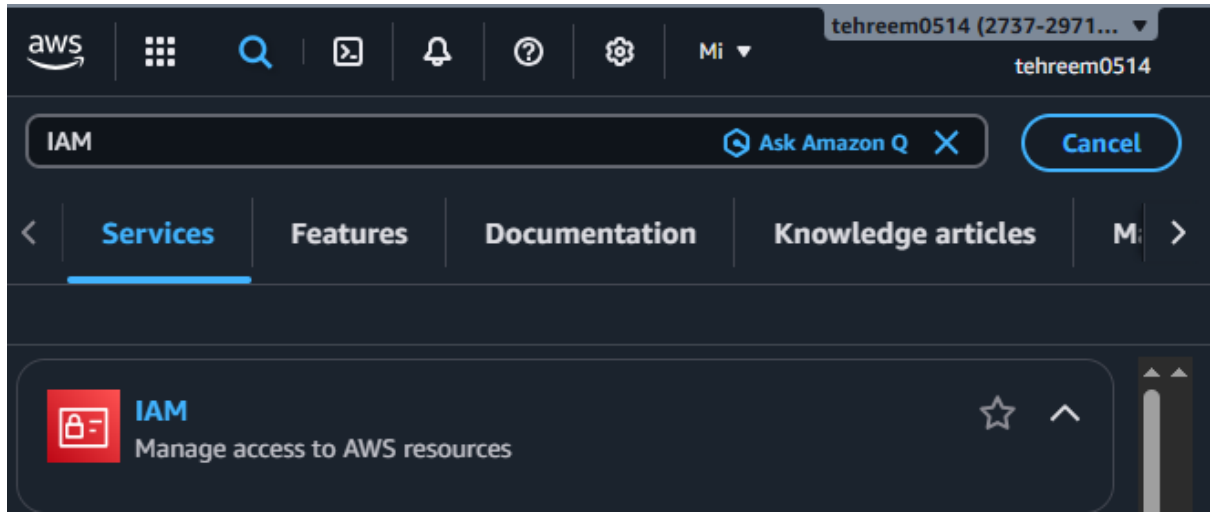 aws
Mi
tehreem0514 (2737-2971...
tehreem0514
IAM
Ask Amazon Q
Cancel
Services
Features
Documentation
Knowledge articles
IAM
Manage access to AWS resources